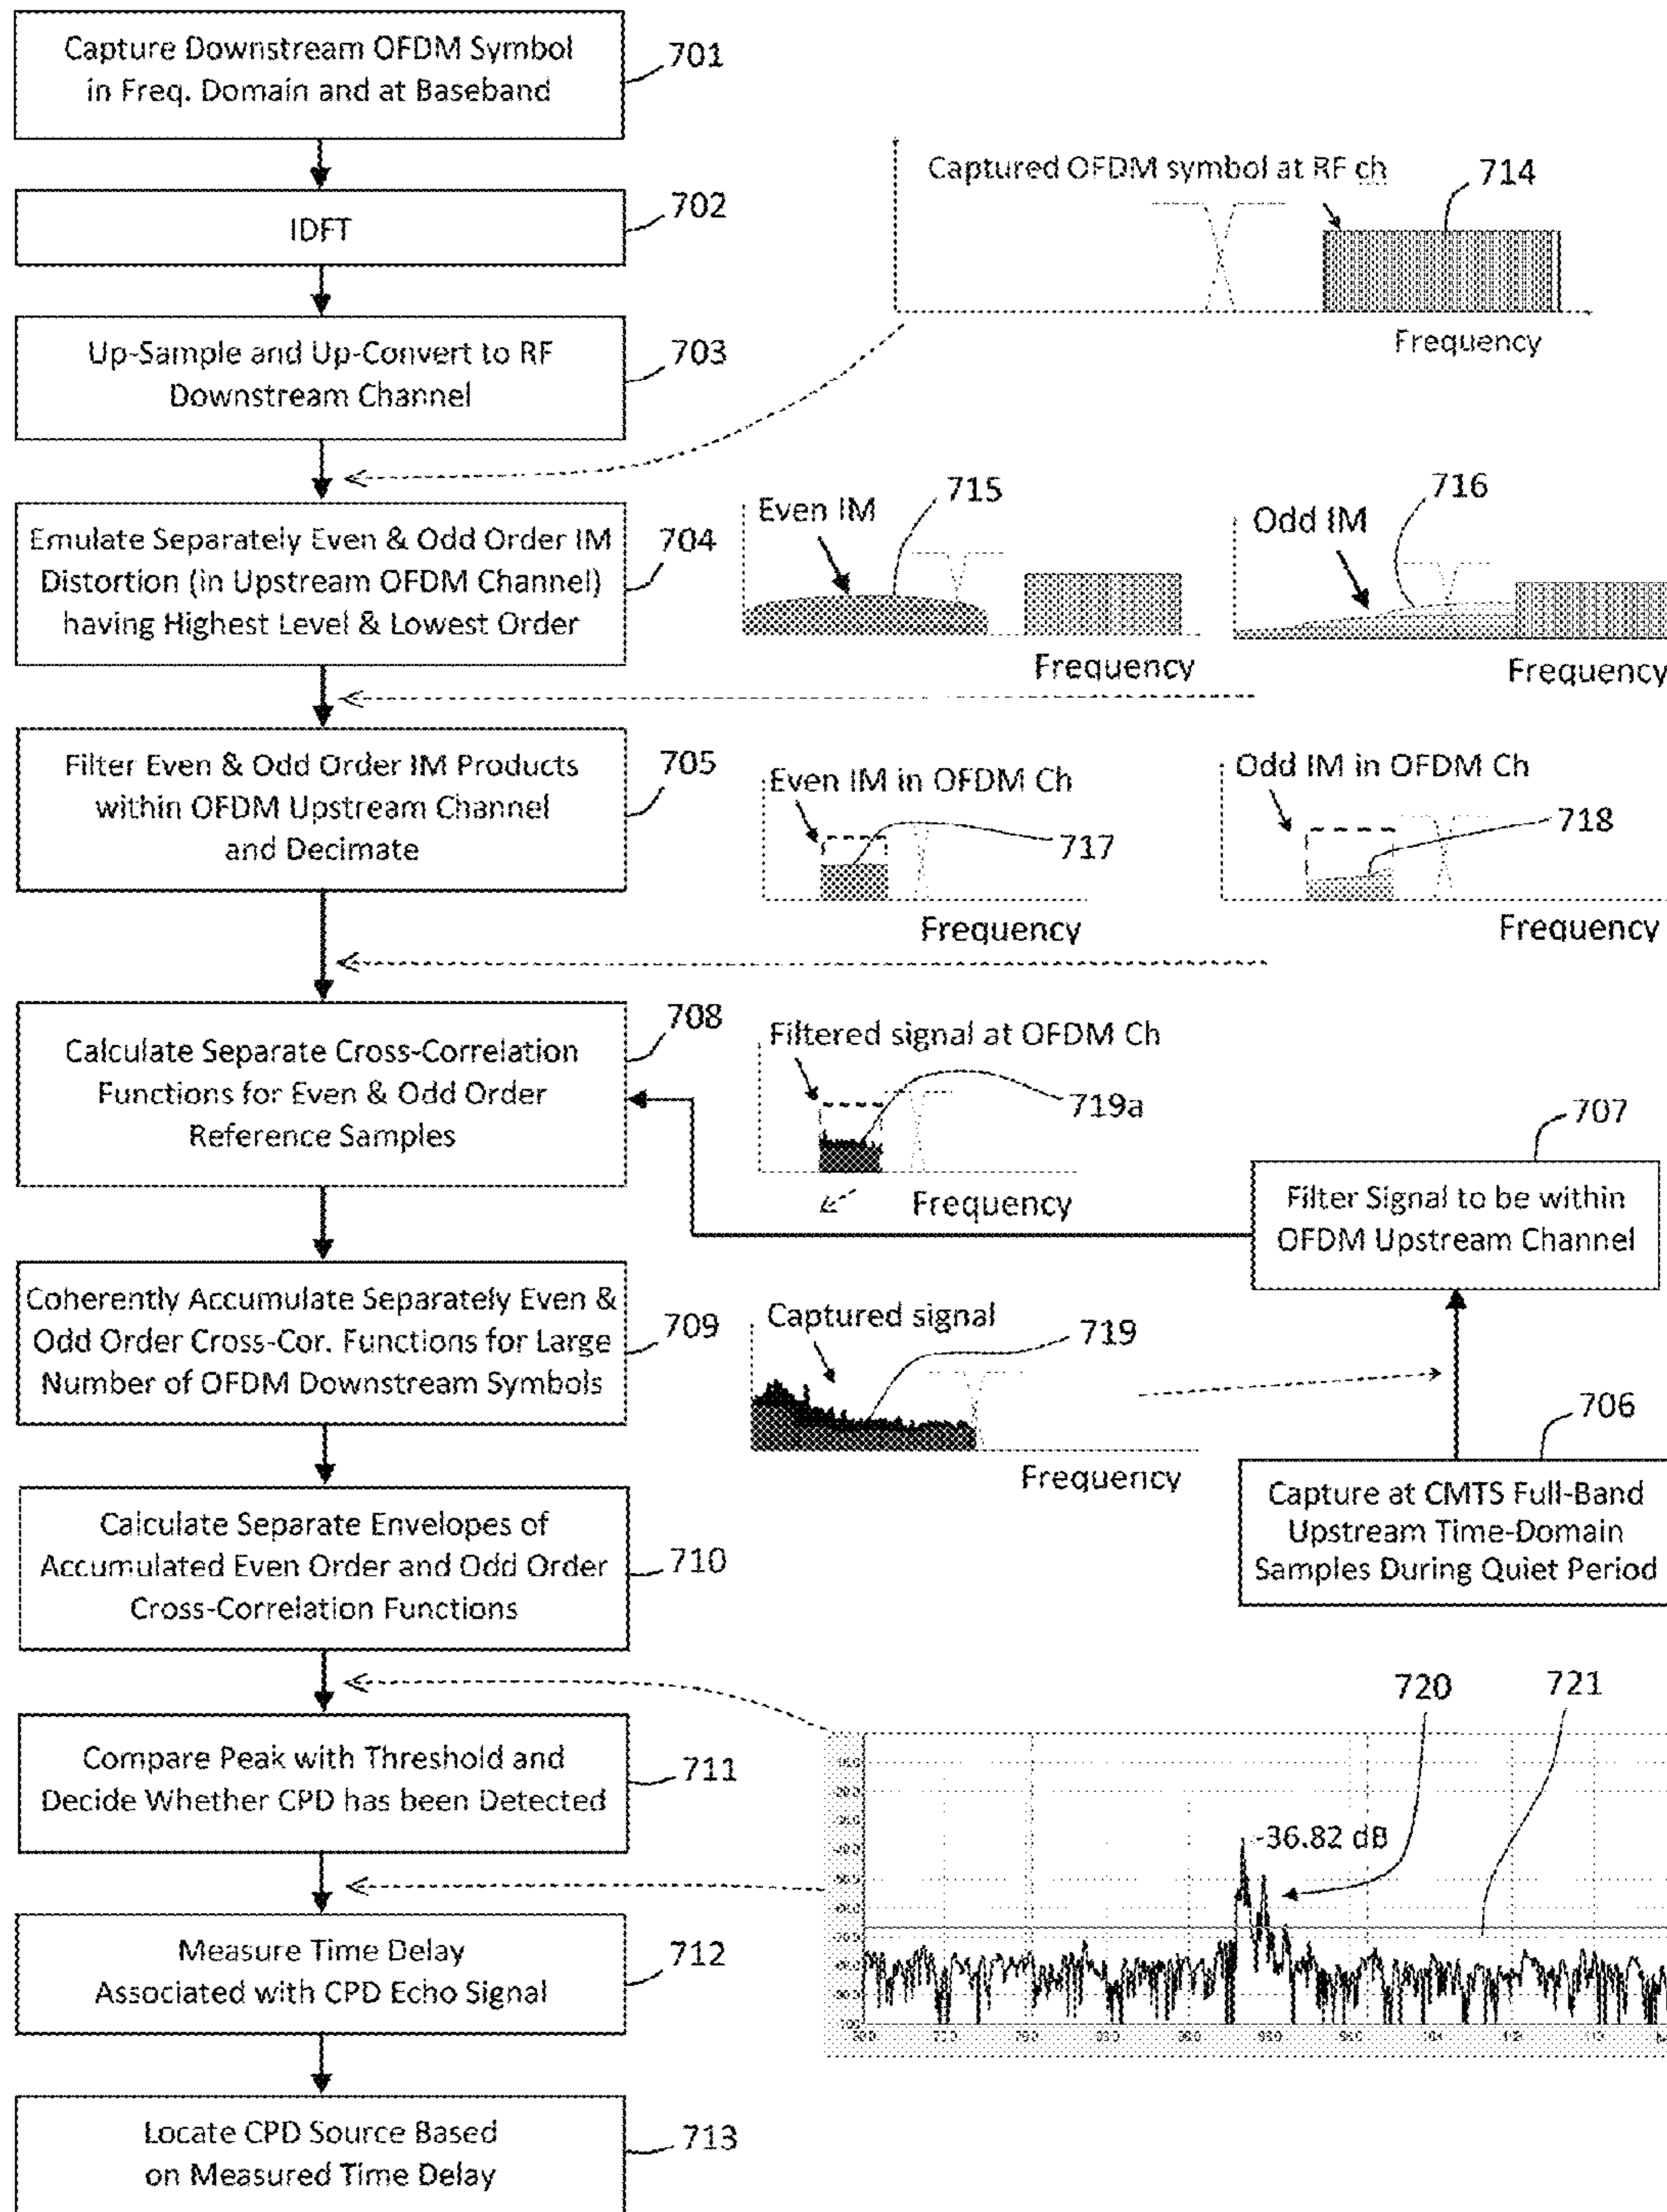 Capture Downstream OFDM Symbol
in Freq. Domain and at Baseband
701
IDFT
702
Up-Sample and Up-Convert to RF
Downstream Channel
703
Captured OFDM symbol at RF ch
714
Frequency
Emulate Separately Even & Odd Order IM
Distortion (in Upstream OFDM Channel)
having Highest Level & Lowest Order
704
Even IM
715
Frequency
Odd IM
716
Frequency
Filter Even & Odd Order IM Products
within OFDM Upstream Channel
and Decimate
705
Even IM in OFDM Ch
717
Frequency
Odd IM in OFDM Ch
718
Frequency
Calculate Separate Cross-Correlation
Functions for Even & Odd Order
Reference Samples
708
Filtered signal at OFDM Ch
719a
Frequency
707
Filter Signal to be within
OFDM Upstream Channel
Coherently Accumulate Separately Even &
Odd Order Cross-Cor. Functions for Large
Number of OFDM Downstream Symbols
709
Captured signal
719
Frequency
706
Capture at CMTS Full-Band
Upstream Time-Domain
Samples During Quiet Period
Calculate Separate Envelopes of
Accumulated Even Order and Odd Order
Cross-Correlation Functions
710
Compare Peak with Threshold and
Decide Whether CPD has been Detected
711
720
721
-36.82 dB
Measure Time Delay
Associated with CPD Echo Signal
712
Locate CPD Source Based
on Measured Time Delay
713